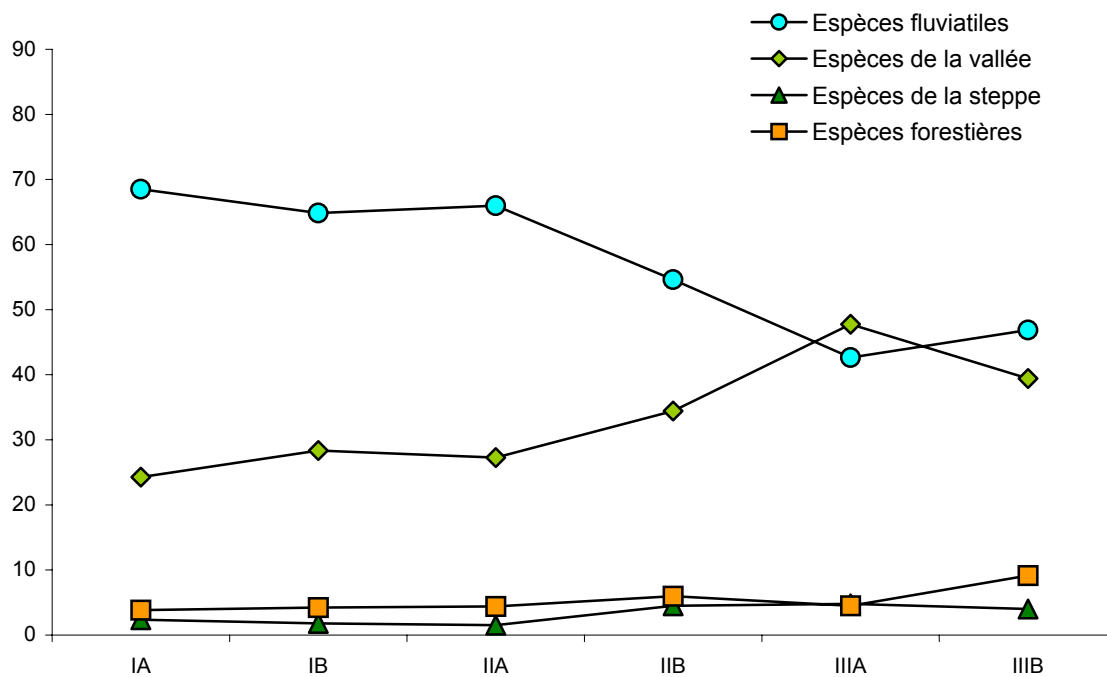 Espèces fluviatiles
Espèces de la vallée
Espèces de la steppe
Espèces forestières
90
80
70
60
50
40
30
20
10
0
IA IB IIA IIB IIIA IIIB